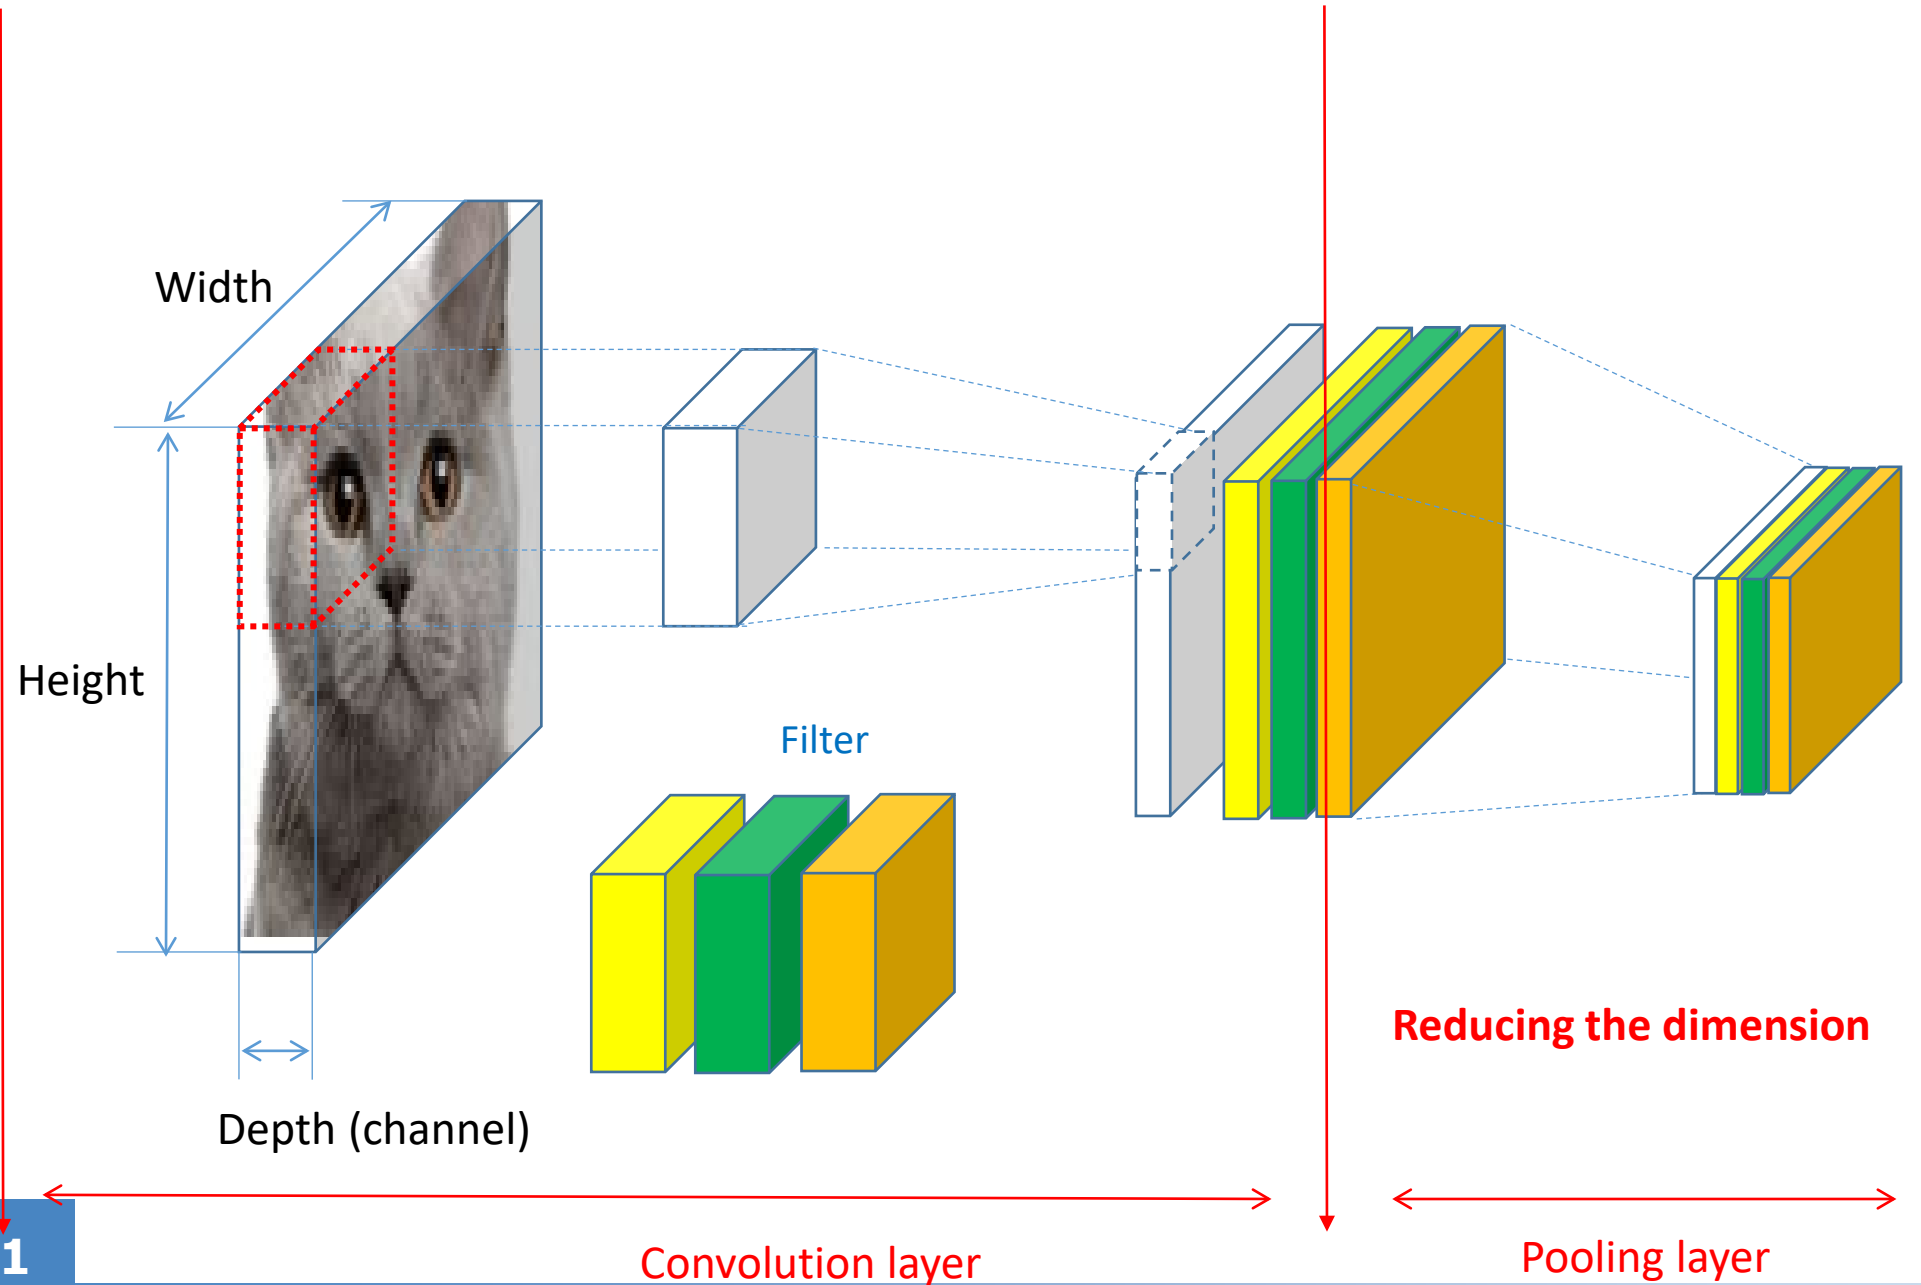 Width
Height
Filter
Reducing the dimension
Depth (channel)
Convolution layer
Pooling layer
1